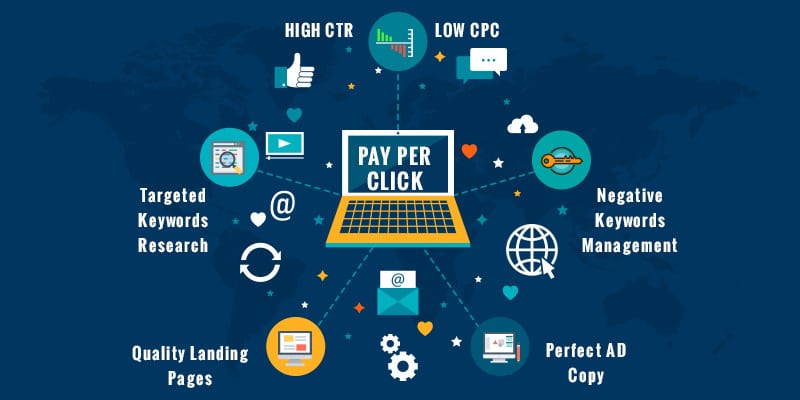 HIGH CTR
LOW CPC
PAY PER
CLICK
Targeted
Keywords
Research
Negative
Keywords
Management
@
@
Quality Landing
Pages
Perfect AD
Copy